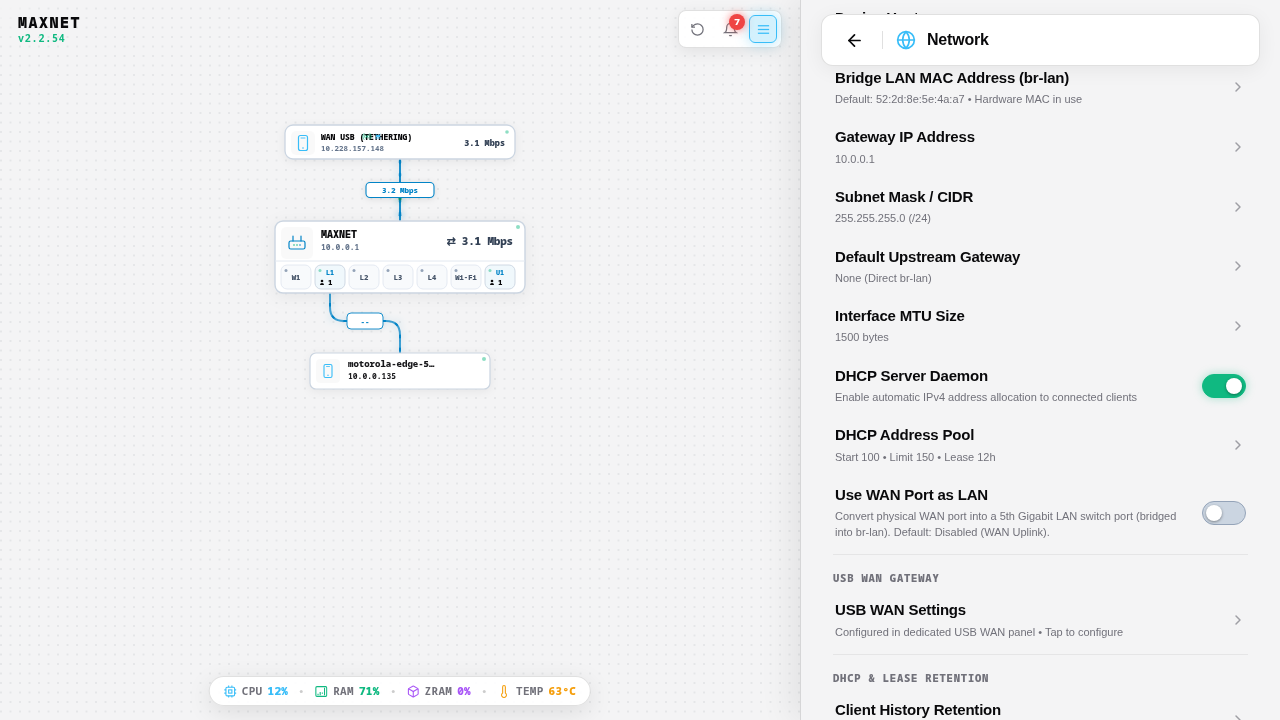 MAXNET
v2.2.54
7
WAN USB (TETHERING)
10.228.157.148
3.1 Mbps
3.2 Mbps
MAXNET
10.0.0.1
⇄ 3.1 Mbps
W1
L1
1
L2
L3
L4
Wi-Fi
U1
1
--
motorola-edge-5…
10.0.0.135
CPU 12% • RAM 71% • ZRAM 0% • TEMP 63°C
Network
Bridge LAN MAC Address (br-lan)
Default: 52:2d:8e:5e:4a:a7 • Hardware MAC in use
Gateway IP Address
10.0.0.1
Subnet Mask / CIDR
255.255.255.0 (/24)
Default Upstream Gateway
None (Direct br-lan)
Interface MTU Size
1500 bytes
DHCP Server Daemon
Enable automatic IPv4 address allocation to connected clients
DHCP Address Pool
Start 100 • Limit 150 • Lease 12h
Use WAN Port as LAN
Convert physical WAN port into a 5th Gigabit LAN switch port (bridged
into br-lan). Default: Disabled (WAN Uplink).
USB WAN GATEWAY
USB WAN Settings
Configured in dedicated USB WAN panel • Tap to configure
DHCP & LEASE RETENTION
Client History Retention